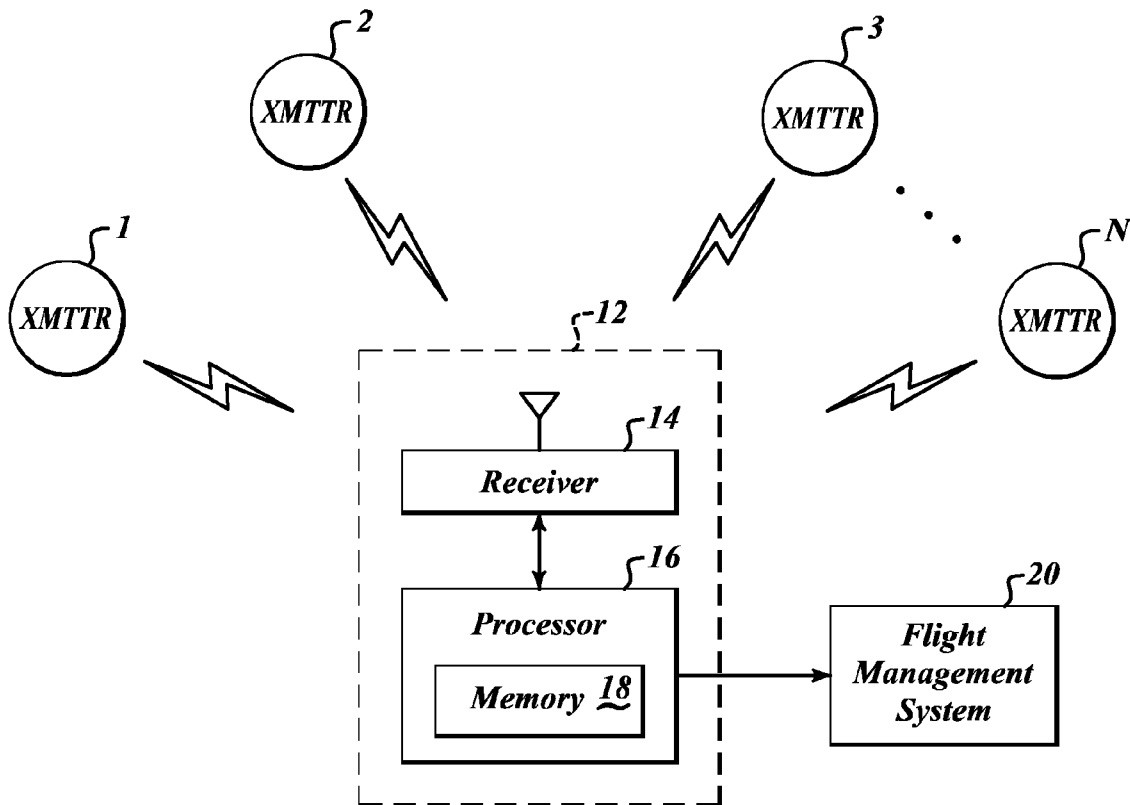 2
3
XMTTR
XMTTR
1
N
XMTTR
XMTTR
12
14
Receiver
16
20
Processor
Flight
Management
System
Memory 18